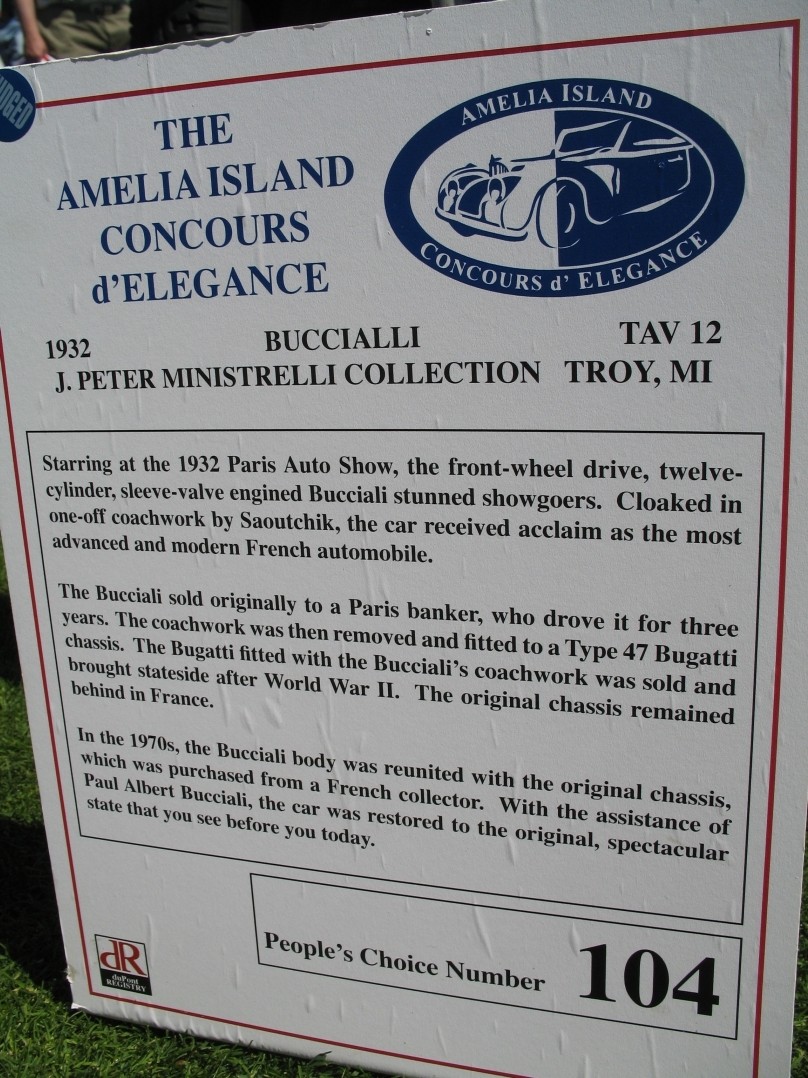 THE
AMELIA ISLAND
CONCOURS
d'ELEGANCE
AMELIA ISLAND
CONCOURS d' ELEGANCE
1932 BUCCIALLI TAV 12
J. PETER MINISTRELLI COLLECTION TROY, MI
Starring at the 1932 Paris Auto Show, the front-wheel drive, twelve-
cylinder, sleeve-valve engined Bucciali stunned showgoers. Cloaked in
one-off coachwork by Saoutchik, the car received acclaim as the most
advanced and modern French automobile.
The Bucciali sold originally to a Paris banker, who drove it for three
years. The coachwork was then removed and fitted to a Type 47 Bugatti
chassis. The Bugatti fitted with the Bucciali's coachwork was sold and
brought stateside after World War II. The original chassis remained
behind in France.
In the 1970s, the Bucciali body was reunited with the original chassis,
which was purchased from a French collector. With the assistance of
Paul Albert Bucciali, the car was restored to the original, spectacular
state that you see before you today.
People's Choice Number 104
dR
duPont
REGISTRY